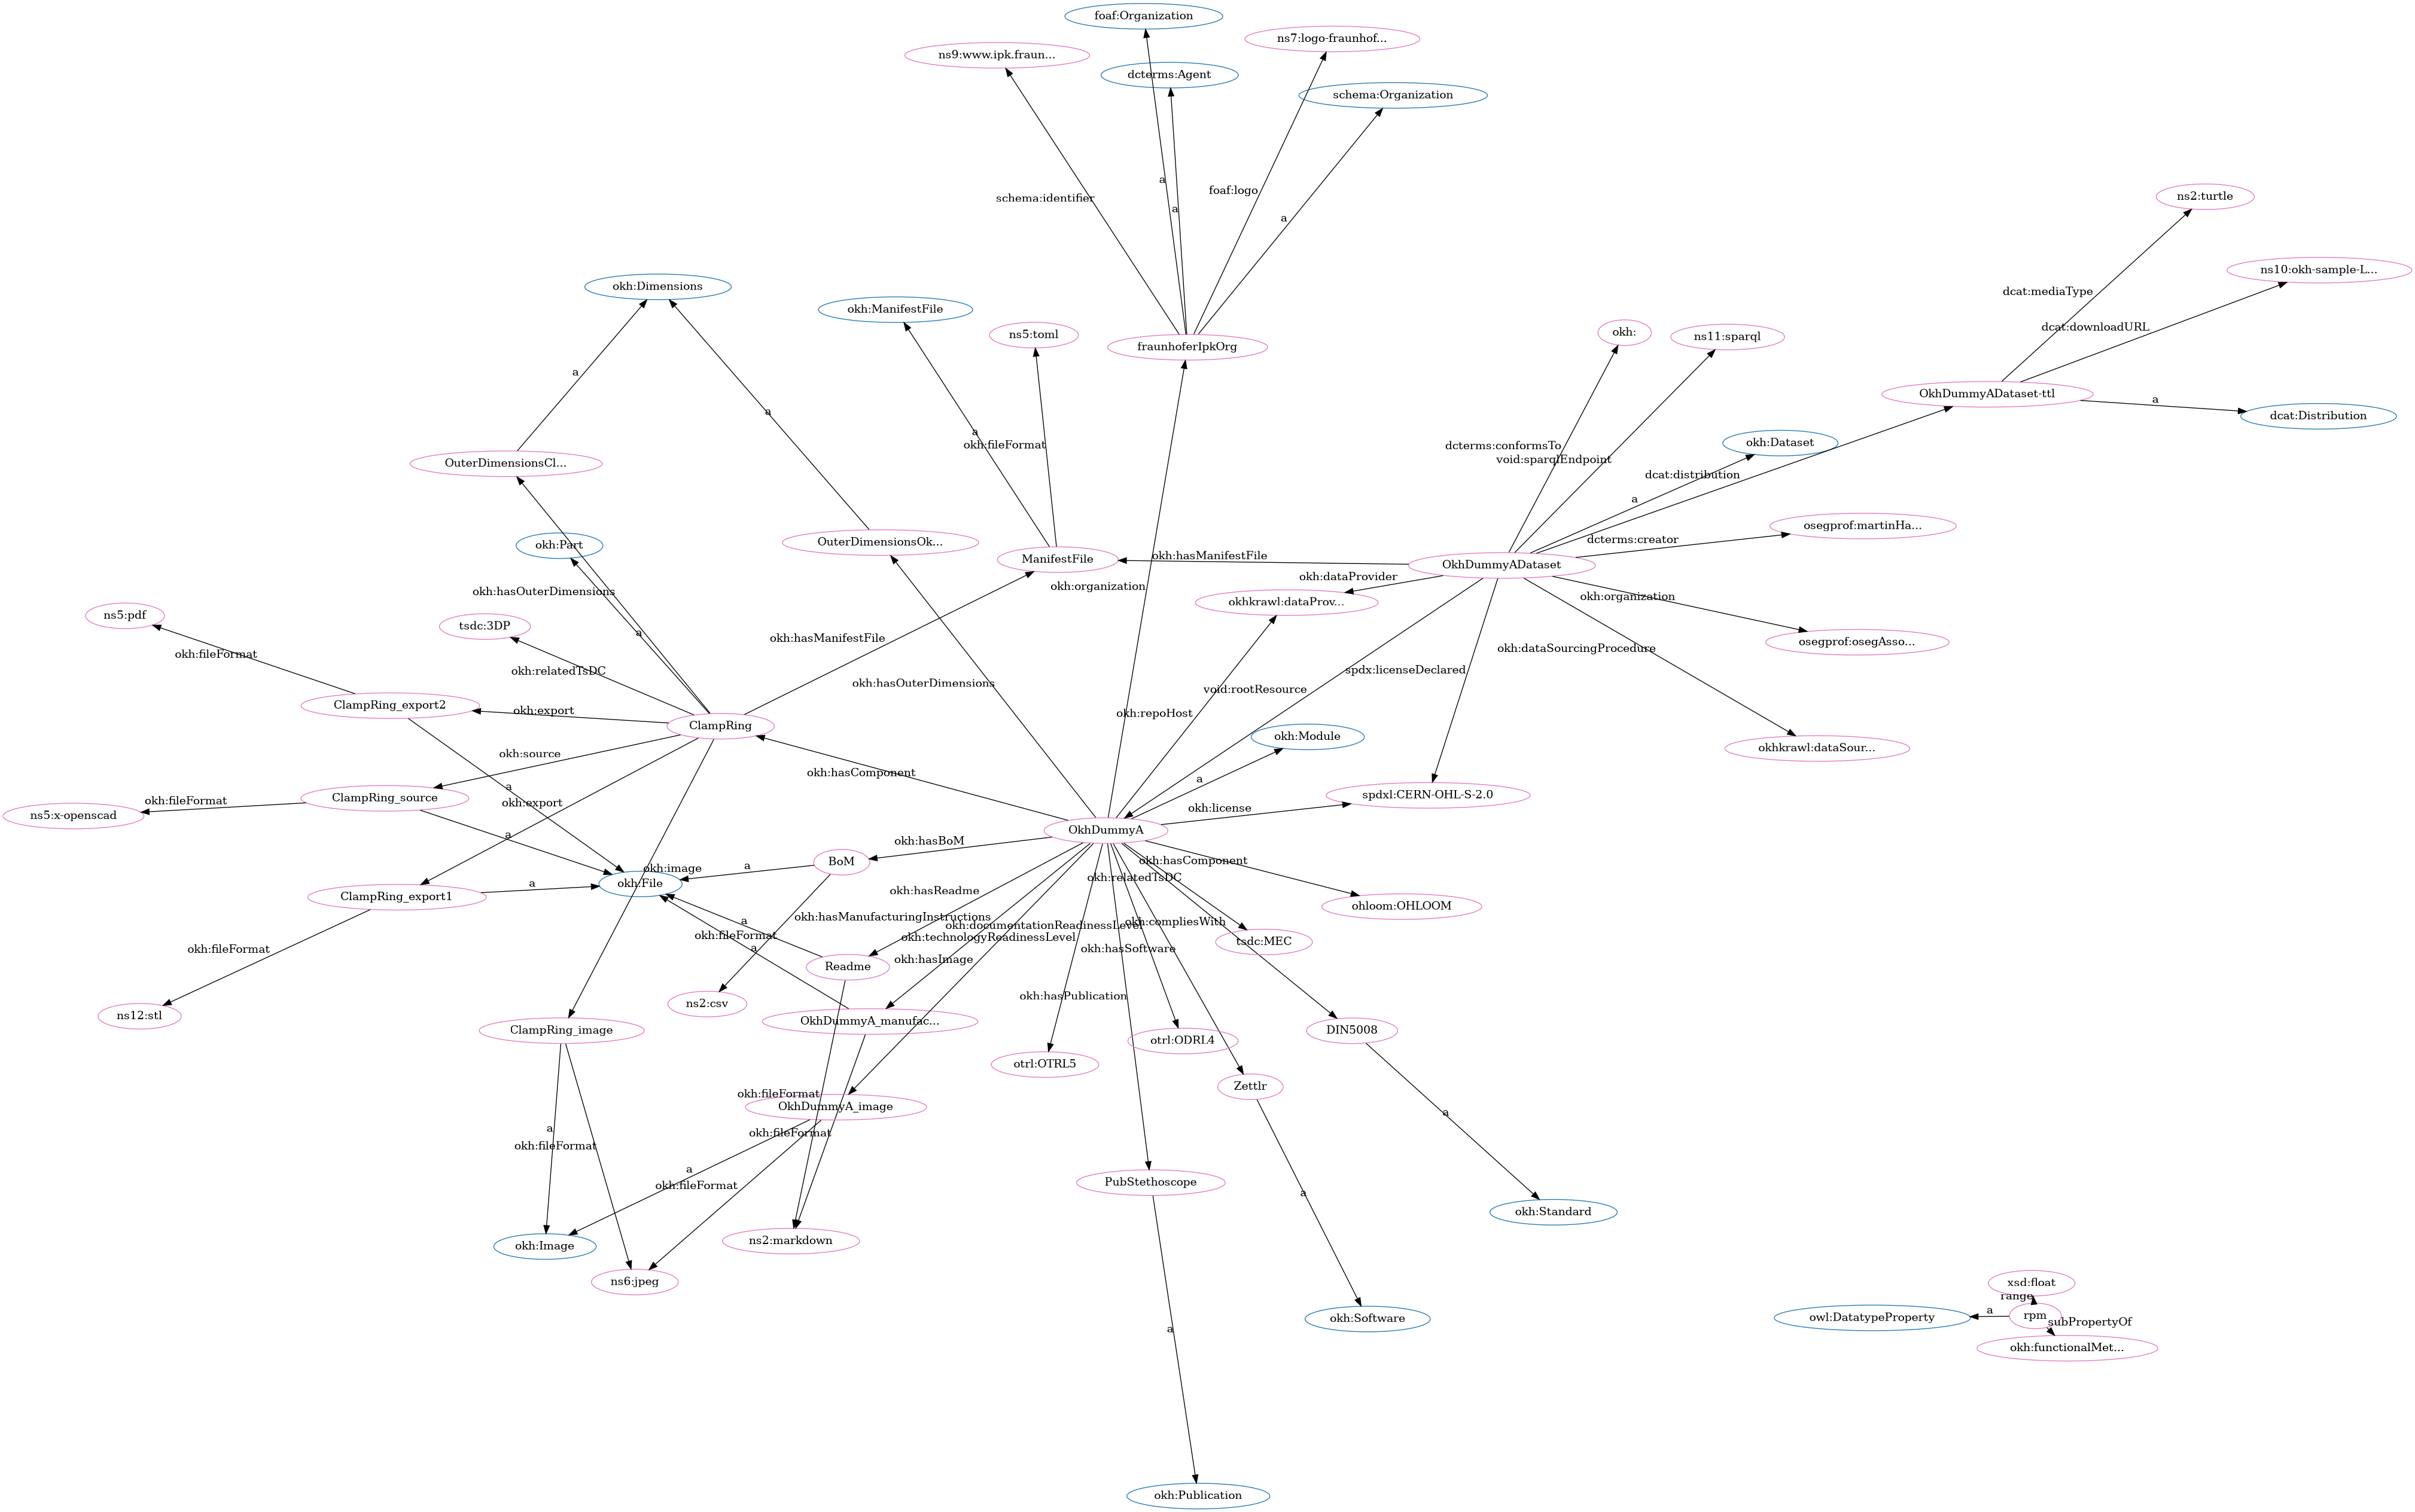 foaf:Organization
ns7:logo-fraunhof...
ns9:www.ipk.fraun...
dcterms:Agent
schema:Organization
a
foaf:logo
schema:identifier
a
a
ns2:turtle
ns10:okh-sample-L...
dcat:mediaType
dcat:downloadURL
okh:Dimensions
okh:ManifestFile
ns5:toml
fraunhoferIpkOrg
okh:
ns11:sparql
OkhDummyADataset-ttl
a
dcat:Distribution
a
a
a
okh:fileFormat
dcterms:conformsTo
void:sparqlEndpoint
okh:Dataset
dcat:distribution
a
OuterDimensionsCl...
okh:Part
OuterDimensionsOk...
ManifestFile
okh:hasManifestFile
OkhDummyADataset
dcterms:creator
osegprof:martinHa...
okh:organization
okh:dataProvider
okhkrawl:dataProv...
okh:organization
okh:hasOuterDimensions
a
ns5:pdf
tsdc:3DP
okh:hasManifestFile
osegprof:osegAsso...
okh:dataSourcingProcedure
okh:fileFormat
okh:relatedTsDC
okh:hasOuterDimensions
void:rootResource
spdx:licenseDeclared
ClampRing_export2
okh:export
ClampRing
okh:repoHost
okh:Module
okhkrawl:dataSour...
okh:source
okh:hasComponent
a
a
ClampRing_source
okh:fileFormat
okh:export
ns5:x-openscad
okh:license
spdxl:CERN-OHL-S-2.0
a
OkhDummyA
okh:hasBoM
okh:image
a
BoM
okh:hasComponent
okh:relatedTsDC
a
okh:File
ClampRing_export1
okh:hasReadme
ohloom:OHLOOM
okh:hasManufacturingInstructions
a
okh:documentationReadinessLevel
okh:compliesWith
okh:fileFormat
okh:technologyReadinessLevel
tsdc:MEC
okh:fileFormat
a
okh:hasImage
okh:hasSoftware
Readme
okh:hasPublication
ns2:csv
ns12:stl
OkhDummyA_manufac...
ClampRing_image
DIN5008
otrl:OTRL5
otrl:ODRL4
Zettlr
okh:fileFormat
OkhDummyA_image
a
a
okh:fileFormat
okh:fileFormat
a
okh:fileFormat
PubStethoscope
a
okh:Standard
okh:Image
ns2:markdown
ns6:jpeg
xsd:float
range
a
owl:DatatypeProperty
a
rpm
okh:Software
subPropertyOf
a
okh:functionalMet...
okh:Publication